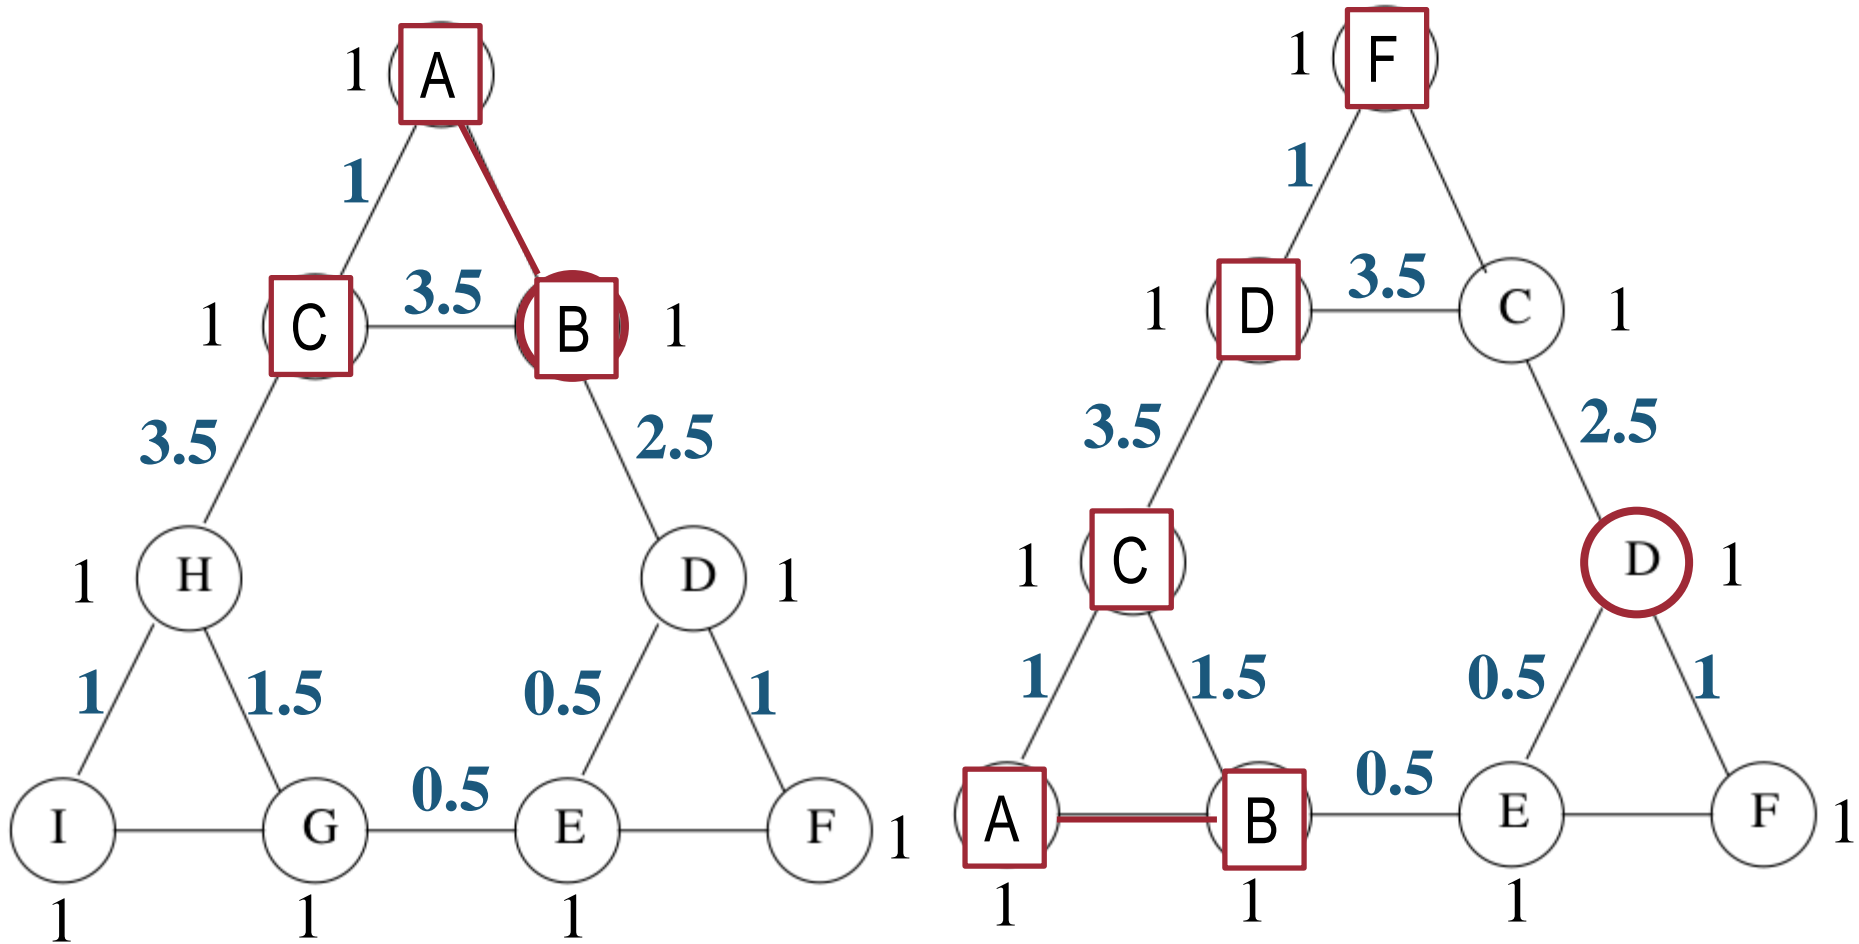 1 A
1
C 3.5 B
1 1
3.5 2.5
1 H D 1
1 1.5 0.5 1
I G 0.5 E F 1
1 1 1
1 F
1
1 D 3.5 C 1
3.5 2.5
1 C D 1
1 1.5 0.5 1
A B 0.5 E F 1
1 1 1